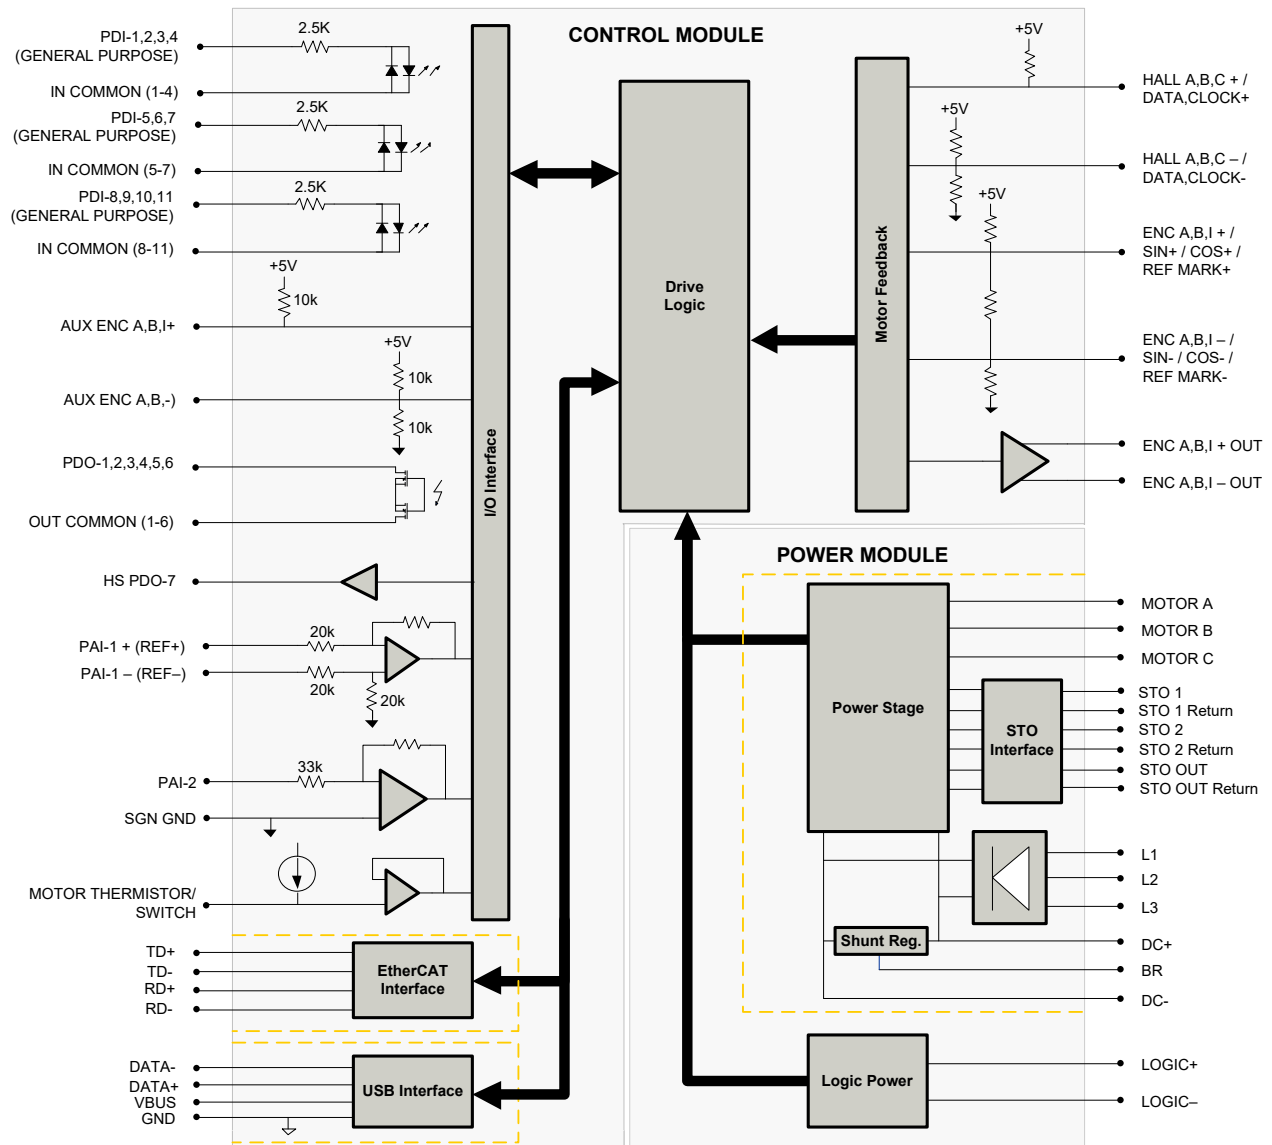 CONTROL MODULE
PDI-1,2,3,4
(GENERAL PURPOSE)
2.5K
IN COMMON (1-4)
PDI-5,6,7
(GENERAL PURPOSE)
2.5K
IN COMMON (5-7)
PDI-8,9,10,11
(GENERAL PURPOSE)
2.5K
IN COMMON (8-11)
+5V
10k
AUX ENC A,B,I+
+5V
10k
AUX ENC A,B,-)
10k
PDO-1,2,3,4,5,6
OUT COMMON (1-6)
HS PDO-7
PAI-1 + (REF+)
20k
PAI-1 – (REF–)
20k
20k
PAI-2
33k
SGN GND
MOTOR THERMISTOR/
SWITCH
TD+
TD-
RD+
RD-
EtherCAT
Interface
DATA-
DATA+
VBUS
GND
USB Interface
I/O Interface
Drive
Logic
Motor Feedback
+5V
HALL A,B,C + /
DATA,CLOCK+
+5V
HALL A,B,C – /
DATA,CLOCK-
+5V
ENC A,B,I + /
SIN+ / COS+ /
REF MARK+
ENC A,B,I – /
SIN- / COS- /
REF MARK-
ENC A,B,I + OUT
ENC A,B,I – OUT
POWER MODULE
Power Stage
MOTOR A
MOTOR B
MOTOR C
STO
Interface
STO 1
STO 1 Return
STO 2
STO 2 Return
STO OUT
STO OUT Return
L1
L2
L3
Shunt Reg.
DC+
BR
DC-
Logic Power
LOGIC+
LOGIC–